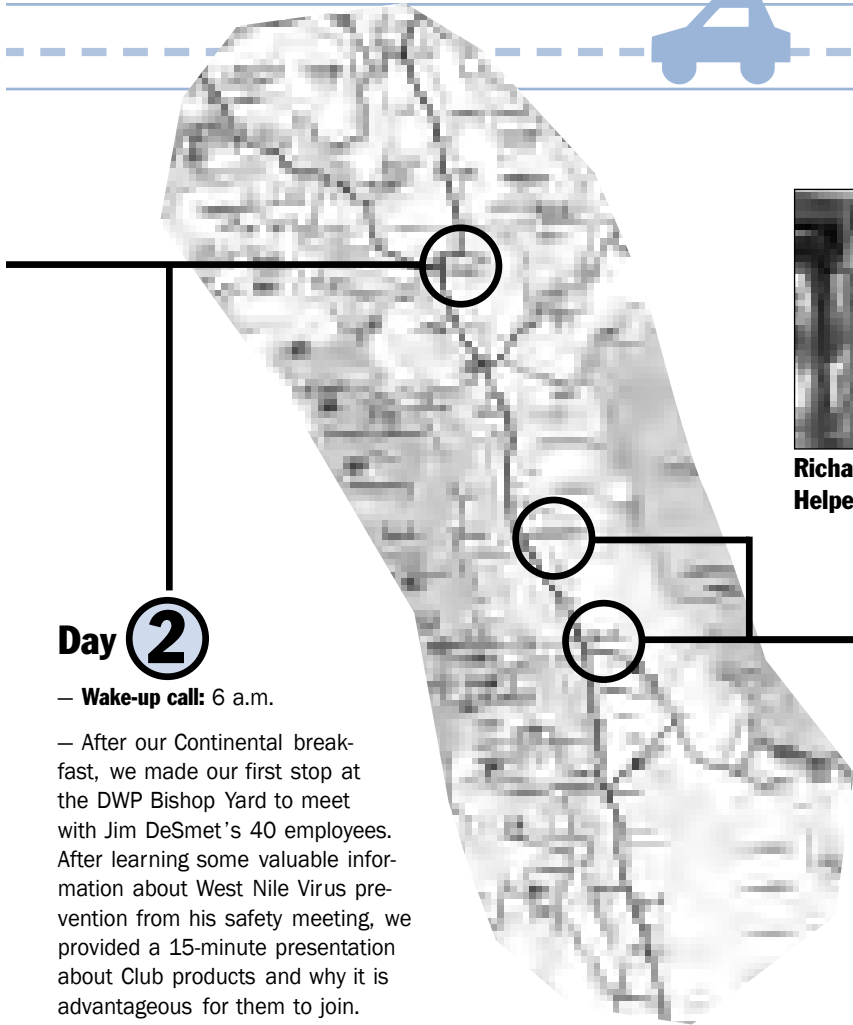 Richa
Helpe
Day 2
— Wake-up call: 6 a.m.
— After our Continental break-
fast, we made our first stop at
the DWP Bishop Yard to meet
with Jim DeSmet's 40 employees.
After learning some valuable infor-
mation about West Nile Virus pre-
vention from his safety meeting, we
provided a 15-minute presentation
about Club products and why it is
advantageous for them to join.